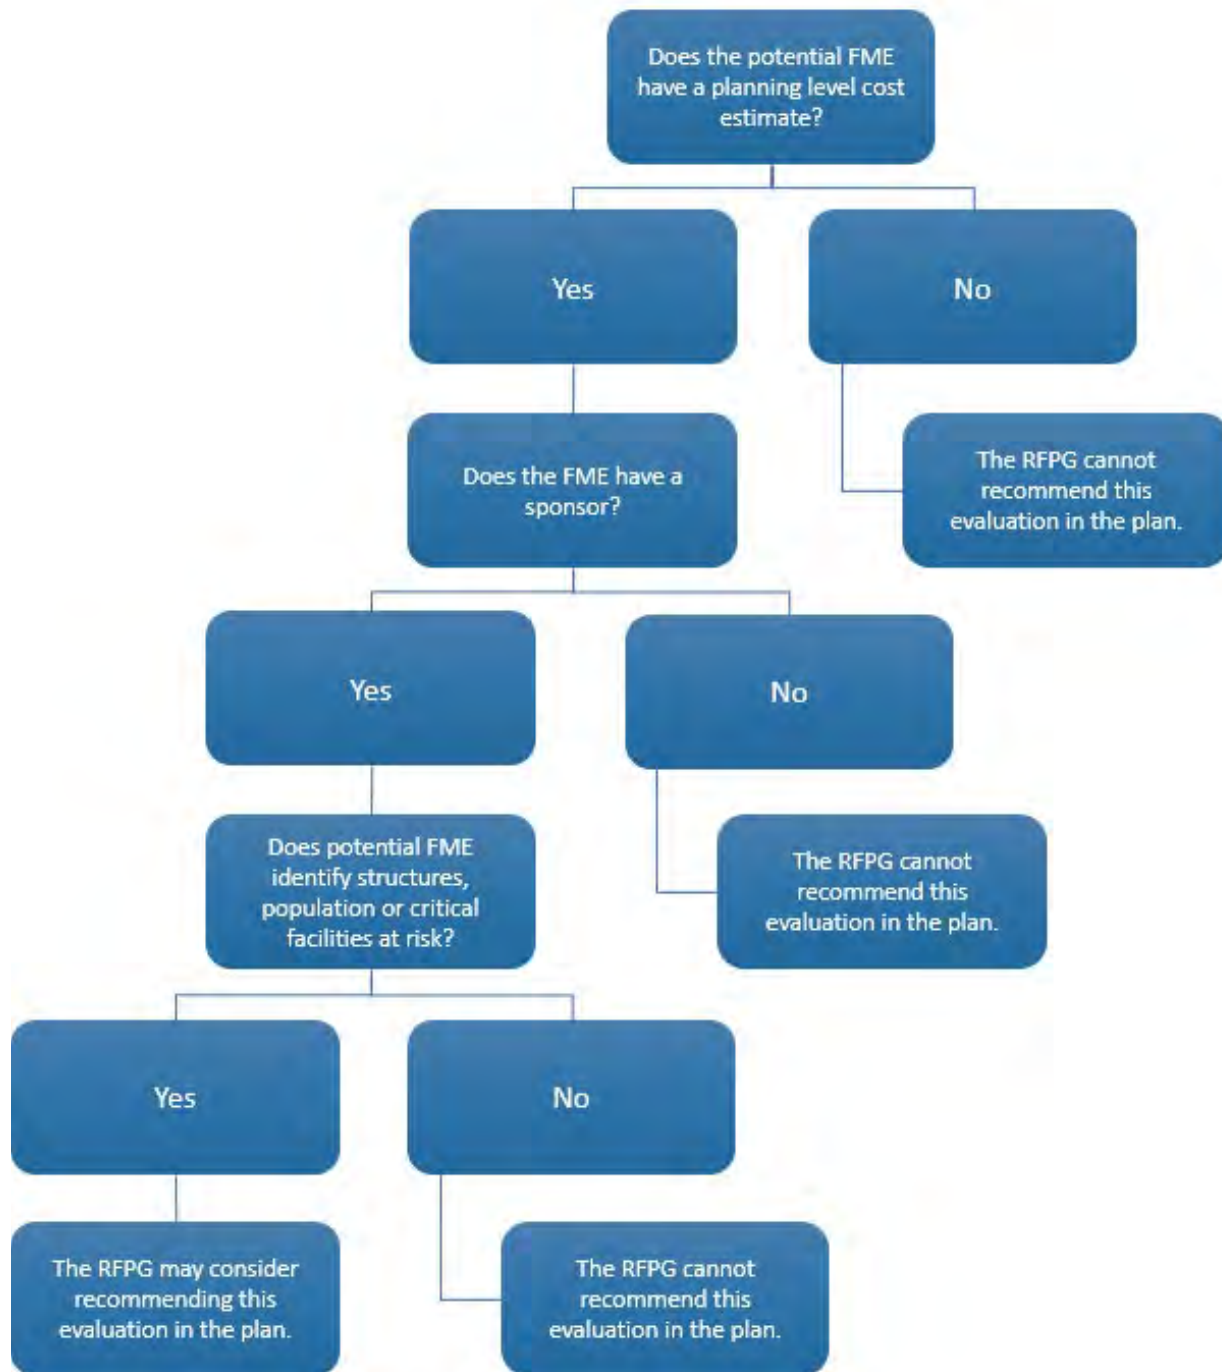 Does the potential FME
have a planning level cost
estimate?
Yes
No
Does the FME have a
sponsor?
The RFPG cannot
recommend this
evaluation in the plan.
Yes
No
Does potential FME
identify structures,
population or critical
facilities at risk?
The RFPG cannot
recommend this
evaluation in the plan.
Yes
No
The RFPG may consider
recommending this
evaluation in the plan.
The RFPG cannot
recommend this
evaluation in the plan.